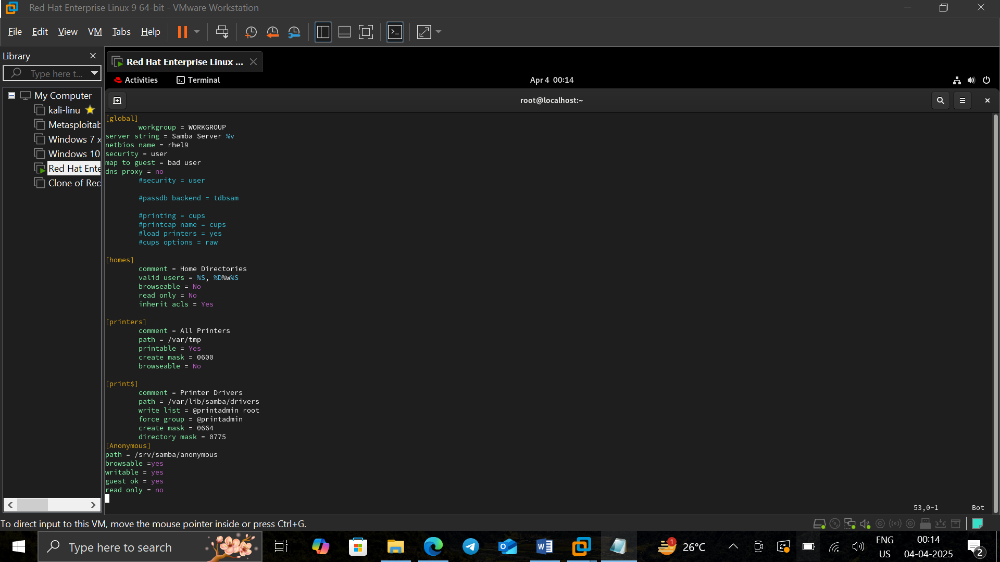 Red Hat Enterprise Linux 9 64-bit - VMware Workstation
File Edit View VM Tabs Help
Library
Type here t...
My Computer
kali-linu
Metasploitab
Windows 7 x
Windows 10
Red Hat Ente
Clone of Rec
Red Hat Enterprise Linux ...
Activities Terminal Apr 4 00:14
root@localhost:~
[global]
workgroup = WORKGROUP
server string = Samba Server %v
netbios name = rhel9
security = user
map to guest = bad user
dns proxy = no
#security = user
#passdb backend = tdbsam
#printing = cups
#printcap name = cups
#load printers = yes
#cups options = raw
[homes]
comment = Home Directories
valid users = %S, %D%w%S
browseable = No
read only = No
inherit acls = Yes
[printers]
comment = All Printers
path = /var/tmp
printable = Yes
create mask = 0600
browseable = No
[print$]
comment = Printer Drivers
path = /var/lib/samba/drivers
write list = @printadmin root
force group = @printadmin
create mask = 0664
directory mask = 0775
[Anonymous]
path = /srv/samba/anonymous
browsable =yes
writable = yes
guest ok = yes
read only = no
53,0-1 Bot
To direct input to this VM, move the mouse pointer inside or press Ctrl+G.
Type here to search
1
26°C
ENG
US
00:14
04-04-2025
2